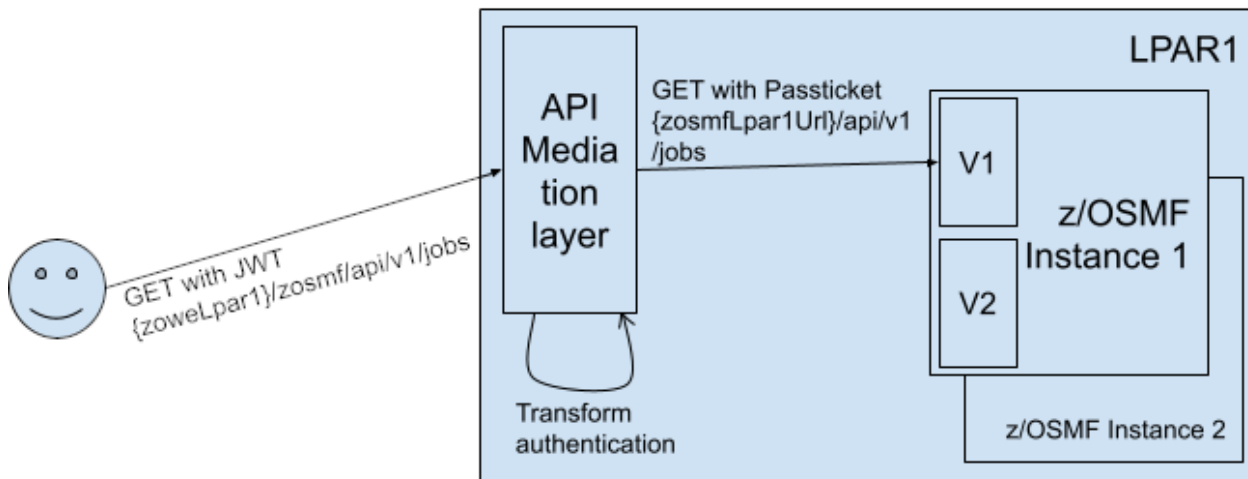 LPAR1
API
Media
tion
layer
GET with Passticket
{zosmfLpar1Url}/api/v1
/jobs
V1
z/OSMF
Instance 1
V2
GET with JWT
{zoweLpar1}/zosmf/api/v1/jobs
Transform
authentication
z/OSMF Instance 2